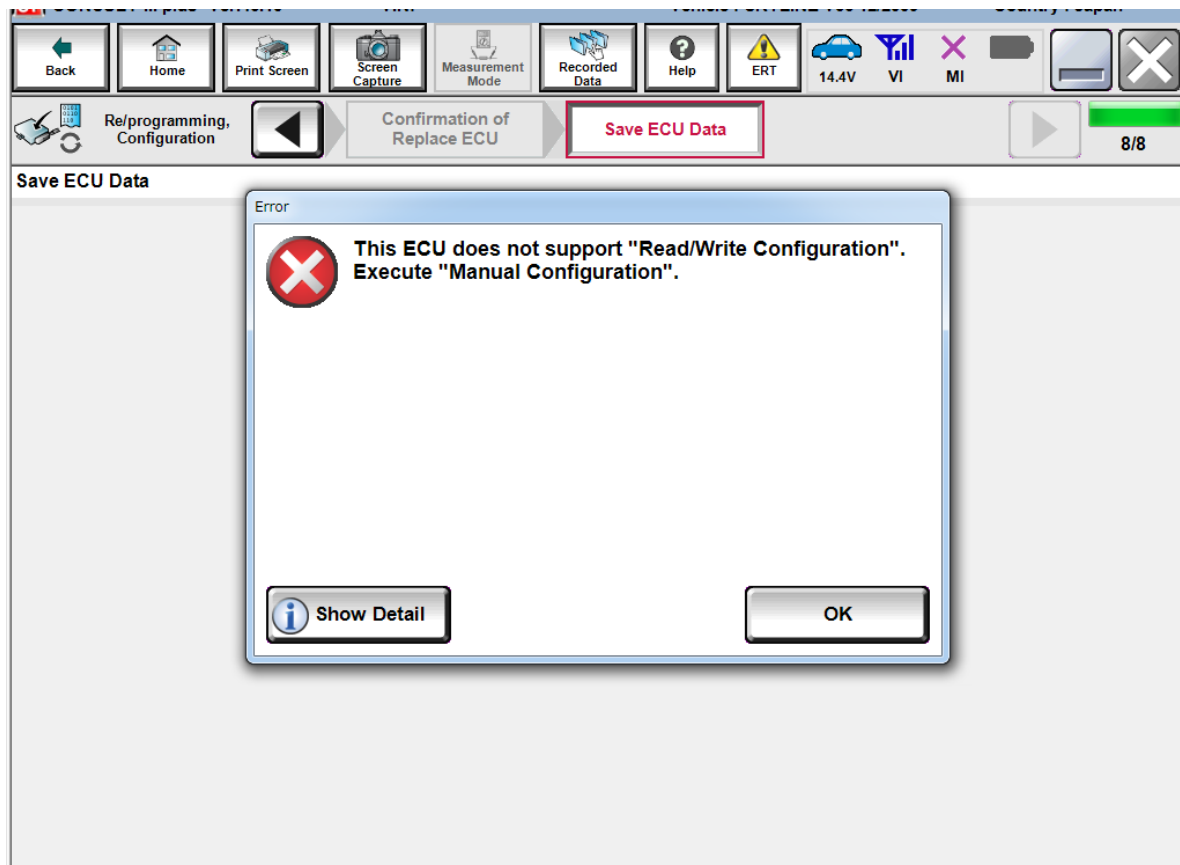 Back
Home
Print Screen
Screen
Capture
Measurement
Mode
Recorded
Data
Help
ERT
14.4V
VI
MI
Re/programming,
Configuration
Confirmation of
Replace ECU
Save ECU Data
8/8
Save ECU Data
Error
This ECU does not support "Read/Write Configuration".
Execute "Manual Configuration".
Show Detail
OK